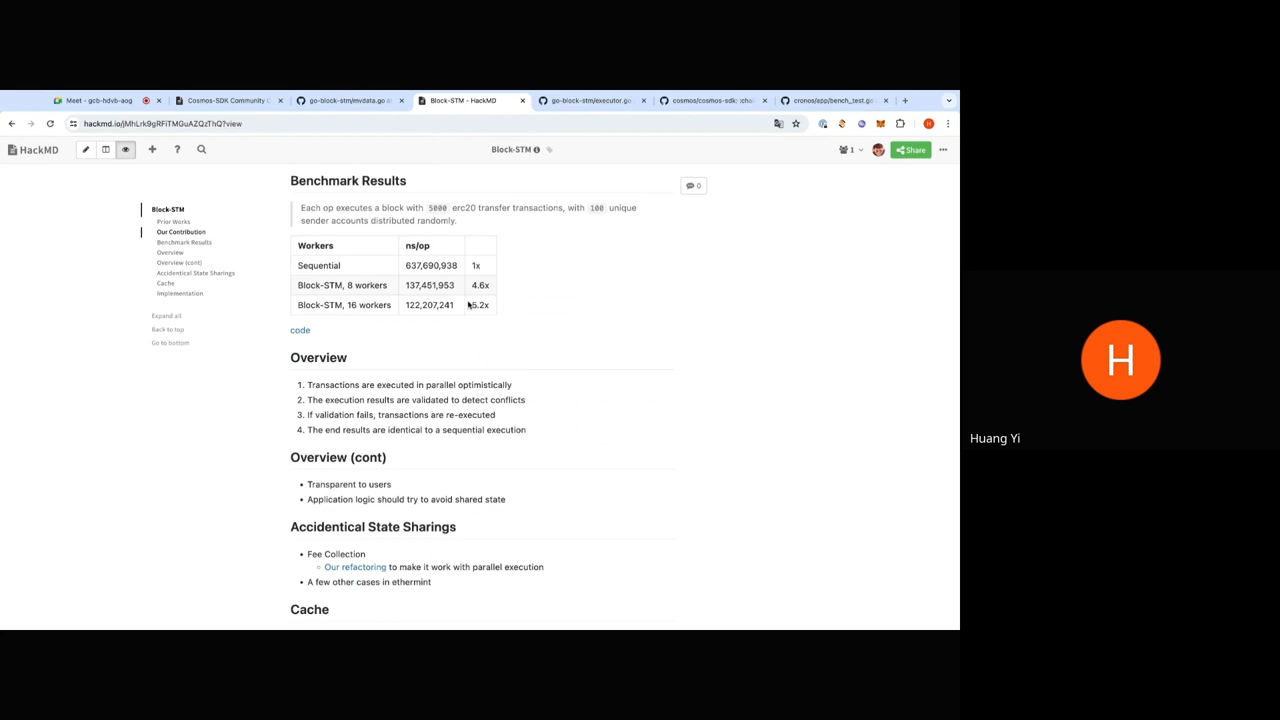 Meet - gcb-hdvb-aog
Cosmos-SDK Community C
go-block-stm/mvdata.go a
Block-STM - HackMD
go-block-stm/executor.go
cosmos/cosmos-sdk: :chai
cronos/app/bench_test.go
hackmd.io/jMhLrk9gRFiTMGuAZQzThQ?view
HackMD
Block-STM
1
Share
Benchmark Results
0
Each op executes a block with 5000 erc20 transfer transactions, with 100 unique
sender accounts distributed randomly.
Block-STM
Prior Works
Our Contribution
Benchmark Results
Overview
Overview (cont)
Accidentical State Sharings
Cache
Implementation
Expand all
Back to top
Go to bottom
Workers ns/op
Sequential 637,690,938 1x
Block-STM, 8 workers 137,451,953 4.6x
Block-STM, 16 workers 122,207,241 5.2x
code
Overview
1. Transactions are executed in parallel optimistically
2. The execution results are validated to detect conflicts
3. If validation fails, transactions are re-executed
4. The end results are identical to a sequential execution
Overview (cont)
• Transparent to users
• Application logic should try to avoid shared state
Accidentical State Sharings
• Fee Collection
◦ Our refactoring to make it work with parallel execution
• A few other cases in ethermint
Cache
H
Huang Yi